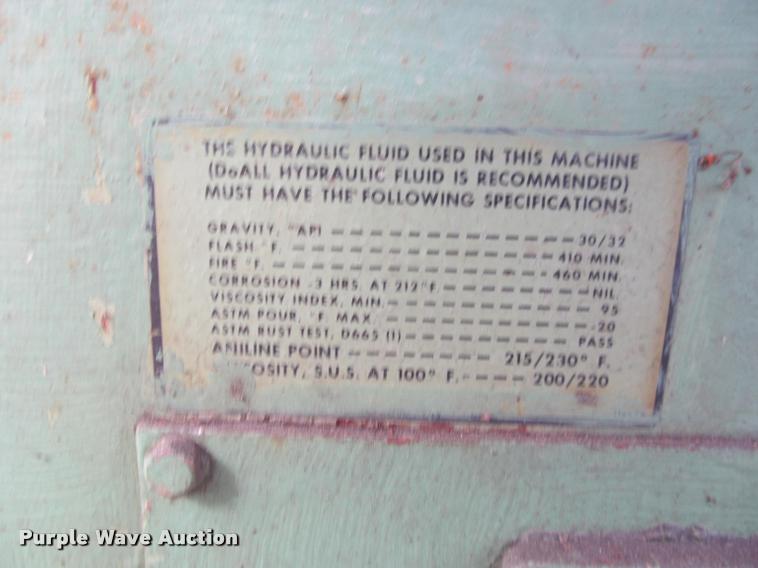 THE HYDRAULIC FLUID USED IN THIS MACHINE
(DoALL HYDRAULIC FLUID IS RECOMMENDED)
MUST HAVE THE FOLLOWING SPECIFICATIONS:
GRAVITY, °API 30/32
FLASH °F. 410 MIN.
FIRE °F. 460 MIN.
CORROSION -3 HRS. AT 212°F. NIL.
VISCOSITY INDEX, MIN. 95
ASTM POUR, °F. MAX. -20
ASTM RUST TEST, D665 (1) PASS
ANILINE POINT 215/230° F.
OSITY, S.U.S. AT 100° F. 200/220
Purple Wave Auction